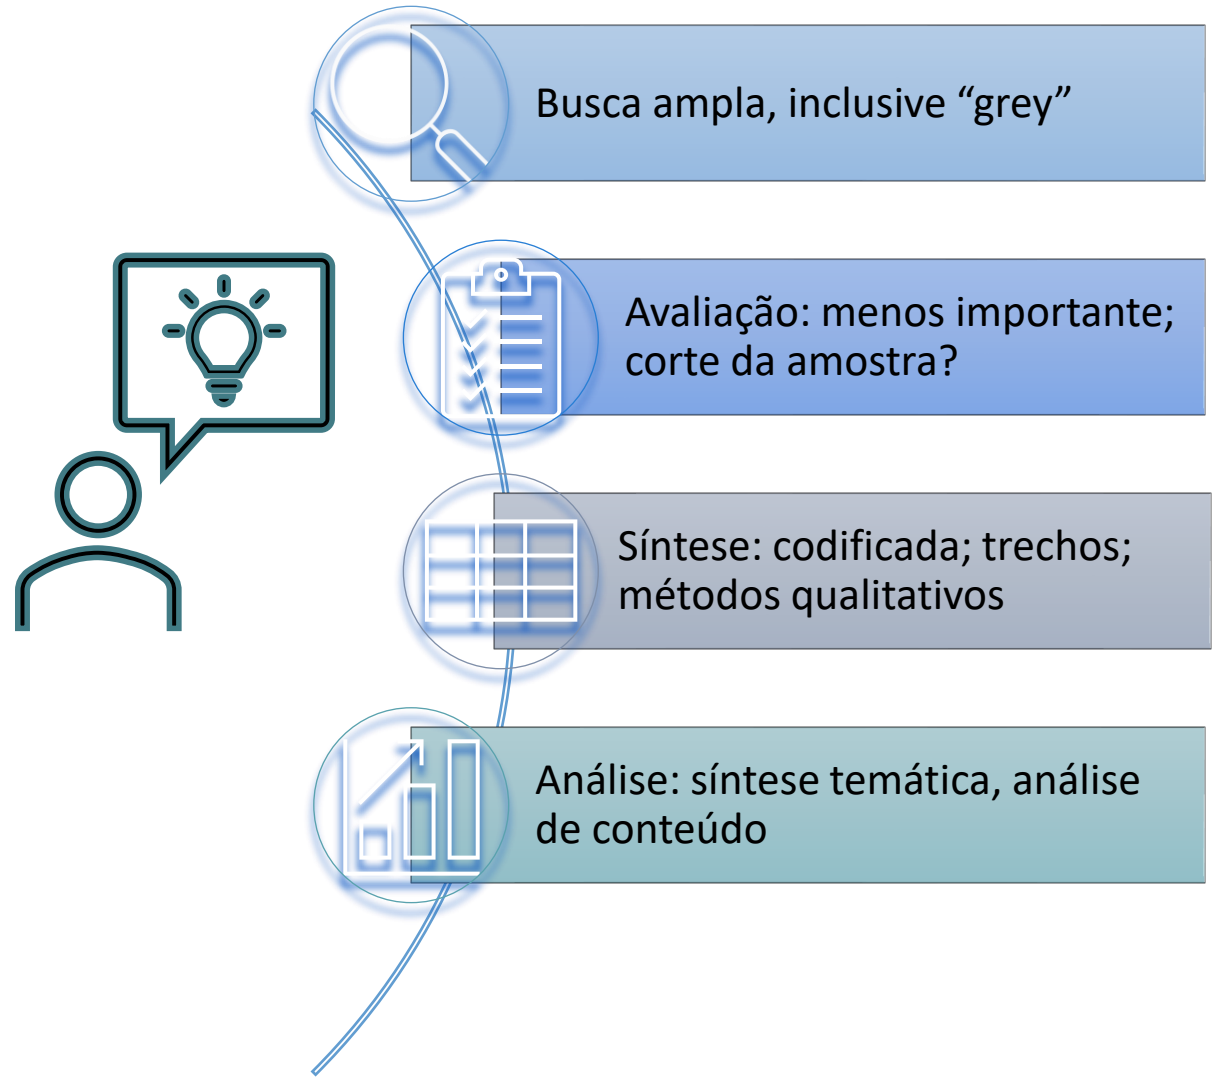 Busca ampla, inclusive “grey”
Avaliação: menos importante;
corte da amostra?
Síntese: codificada; trechos;
métodos qualitativos
Análise: síntese temática, análise
de conteúdo